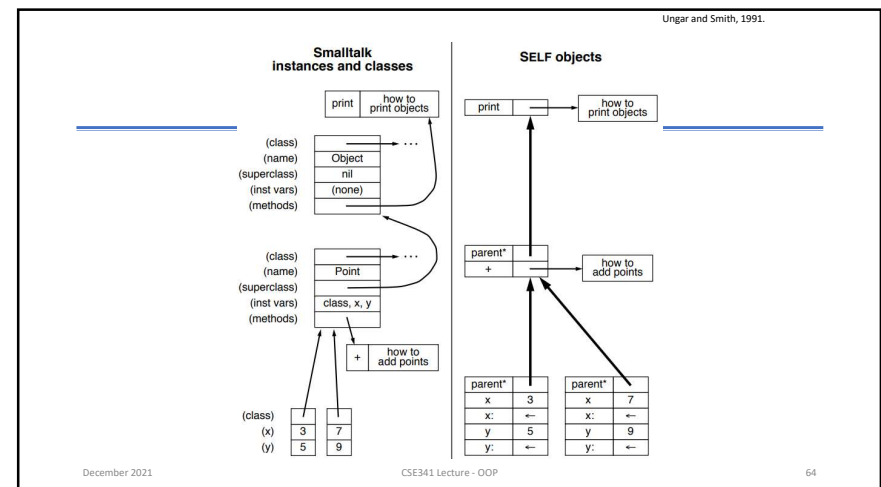 Ungar and Smith, 1991.
Smalltalk
instances and classes
print
how to
print objects
(class)
...
(name)
Object
(superclass)
nil
(inst vars)
(none)
(methods)
(class)
...
(name)
Point
(superclass)
(inst vars)
class, x, y
(methods)
+
how to
add points
(class)
(x)
3
7
(y)
5
9
SELF objects
print
how to
print objects
parent*
+
how to
add points
parent*
x
3
x:
←
y
5
y:
←
parent*
x
7
x:
←
y
9
y:
←
December 2021
CSE341 Lecture - OOP
64